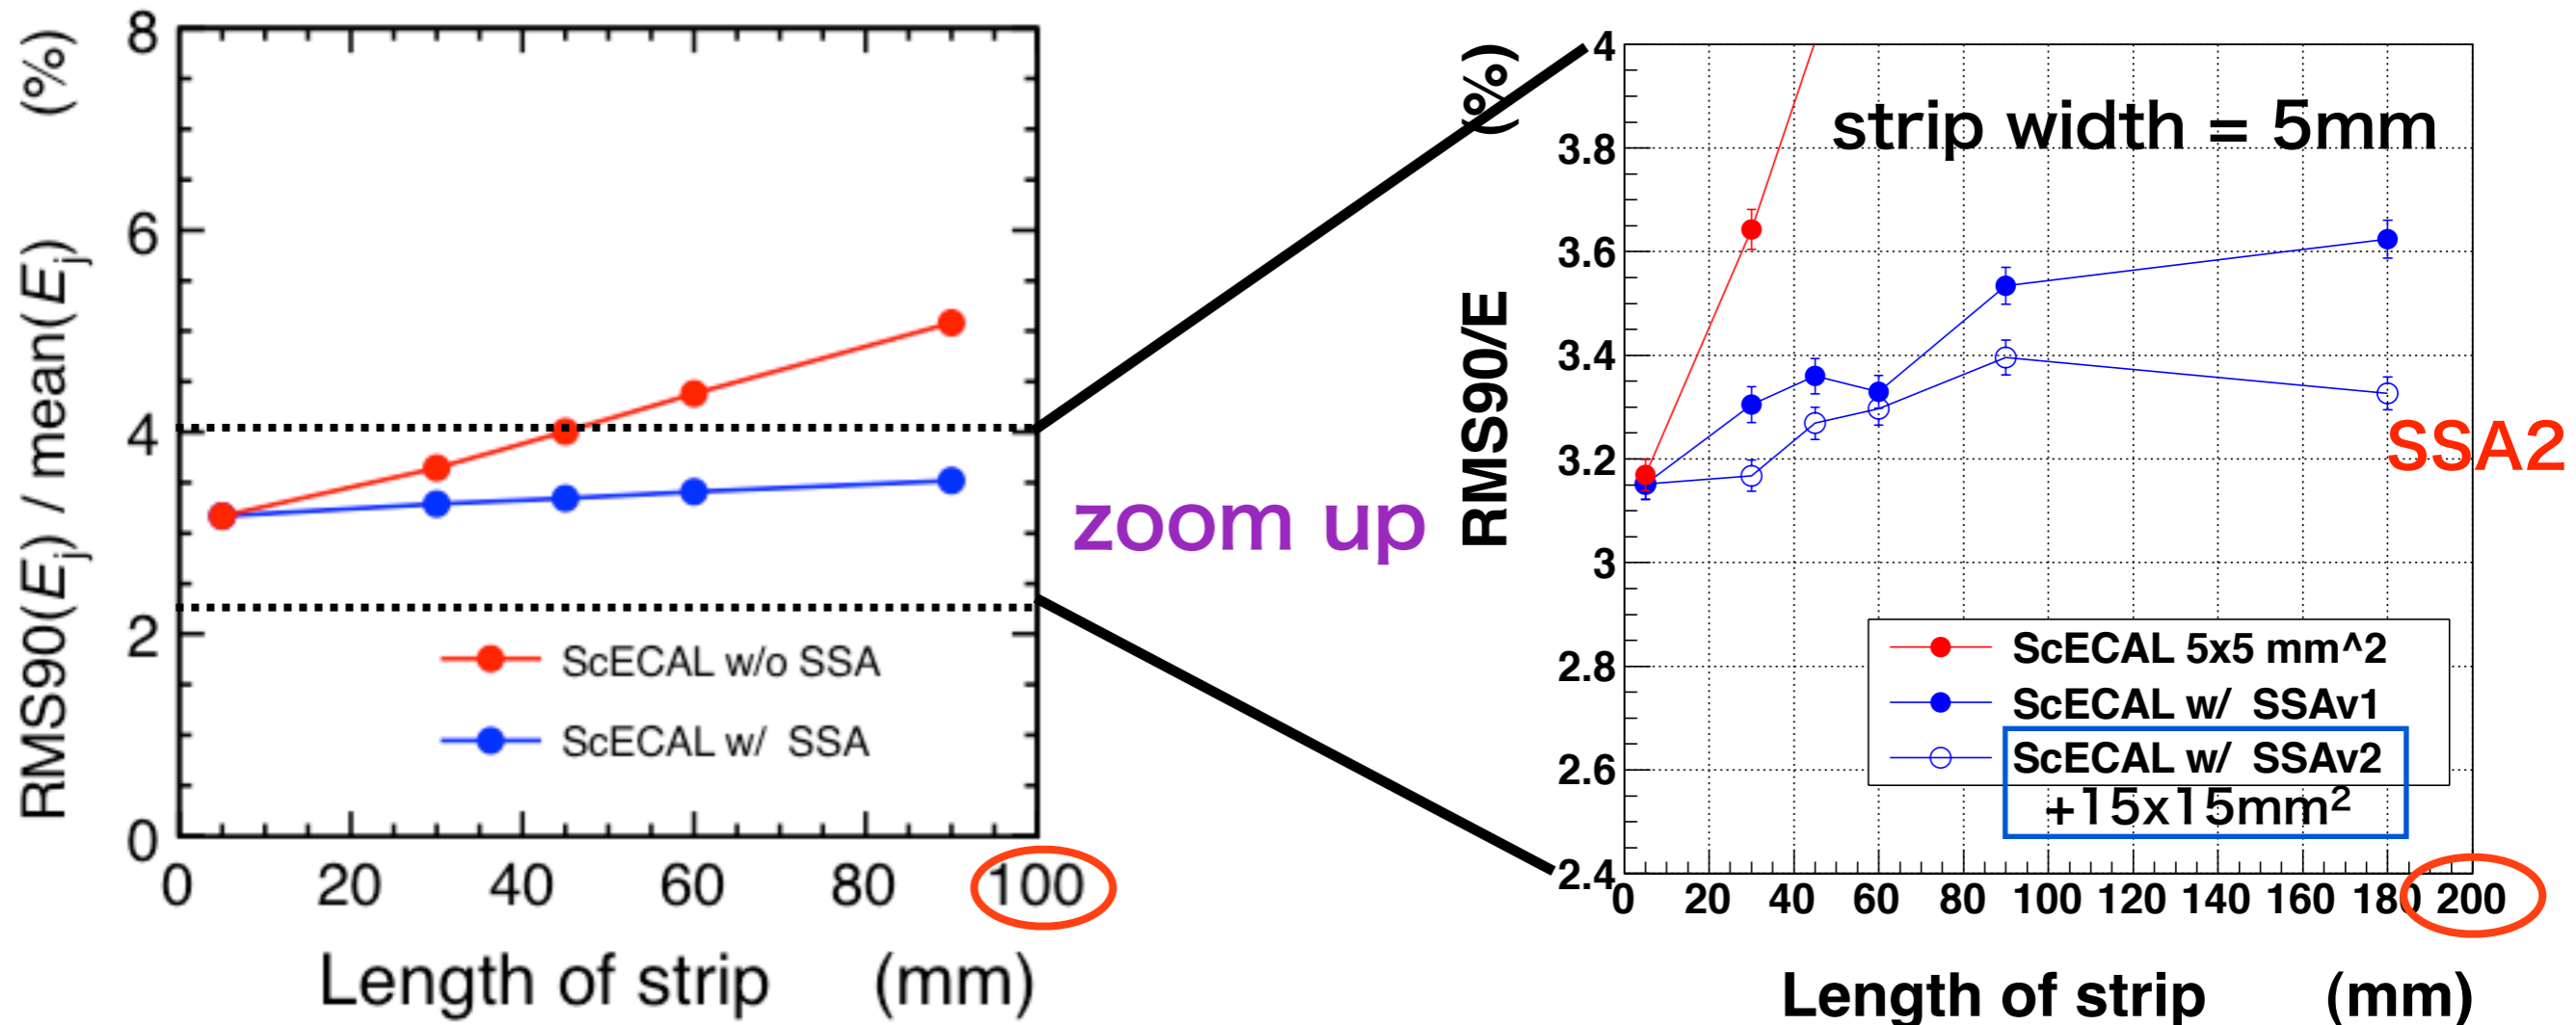 RMS90(Ej) / mean(Ej) (%)
8
6
4
2
0
ScECAL w/o SSA
ScECAL w/ SSA
0 20 40 60 80 100
Length of strip (mm)
zoom up
RMS90/E (%)
4
3.8
3.6
3.4
3.2
3
2.8
2.6
2.4
strip width = 5mm
SSA2
ScECAL 5x5 mm^2
ScECAL w/ SSAv1
ScECAL w/ SSAv2
+15x15mm²
0 20 40 60 80 100 120 140 160 180 200
Length of strip (mm)